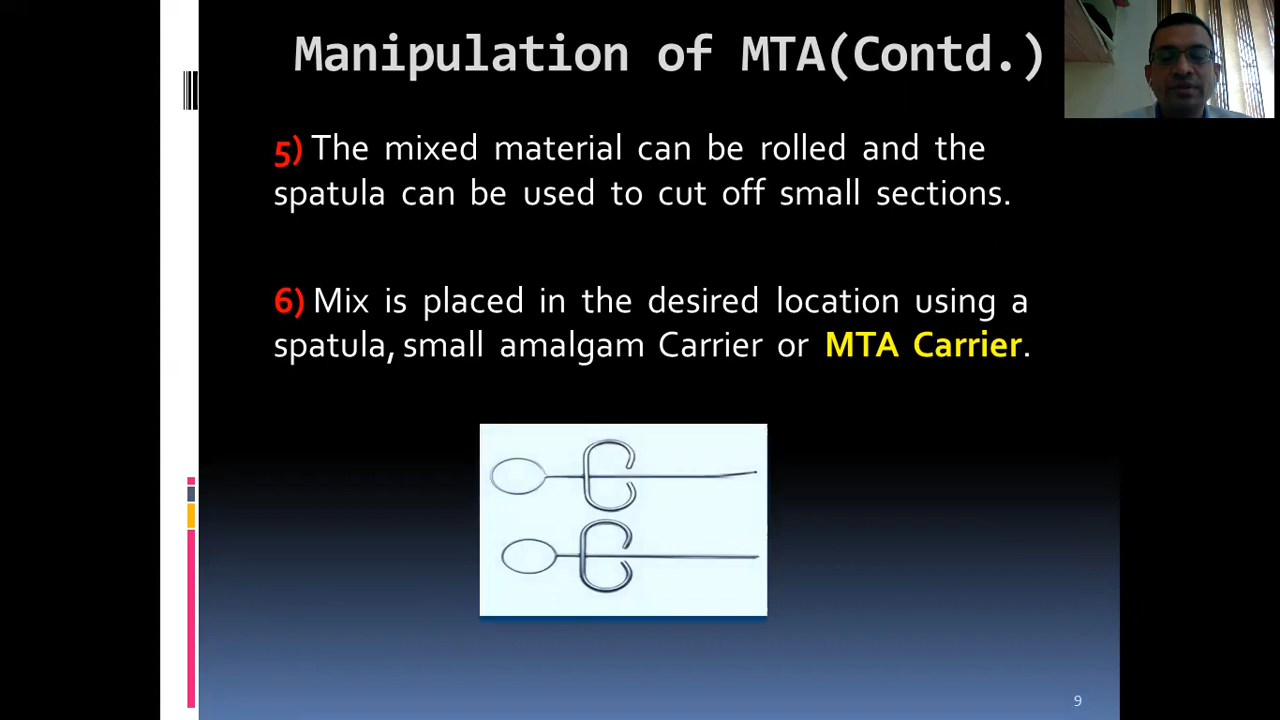 Manipulation of MTA(Contd.)
5) The mixed material can be rolled and the
spatula can be used to cut off small sections.
6) Mix is placed in the desired location using a
spatula, small amalgam Carrier or MTA Carrier.
9